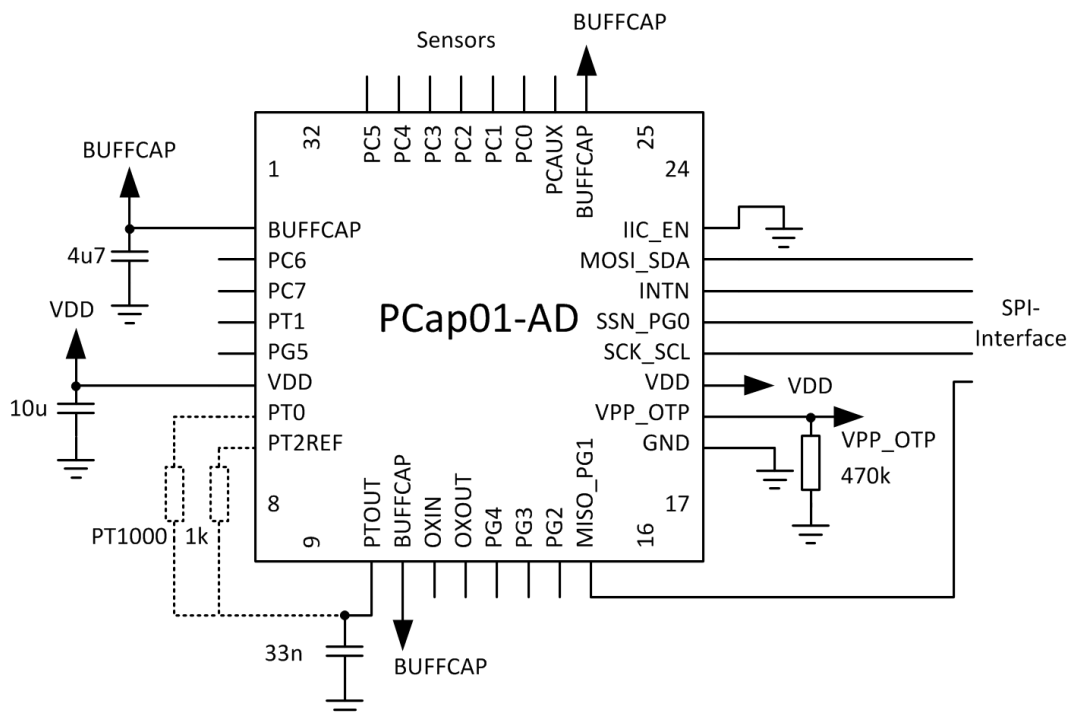 BUFFCAP
Sensors
32
PC5
PC4
PC3
PC2
PC1
PC0
PCAUX
BUFFCAP
25
BUFFCAP
1
24
BUFFCAP
IIC_EN
4u7
PC6
MOSI_SDA
PC7
INTN
VDD
PT1
PCap01-AD
SSN_PG0
SPI-
Interface
PG5
SCK_SCL
VDD
VDD
VDD
10u
PT0
VPP_OTP
PT2REF
GND
VPP_OTP
470k
8
17
PT1000
1k
9
PTOUT
BUFFCAP
OXIN
OXOUT
PG4
PG3
PG2
MISO_PG1
16
33n
BUFFCAP